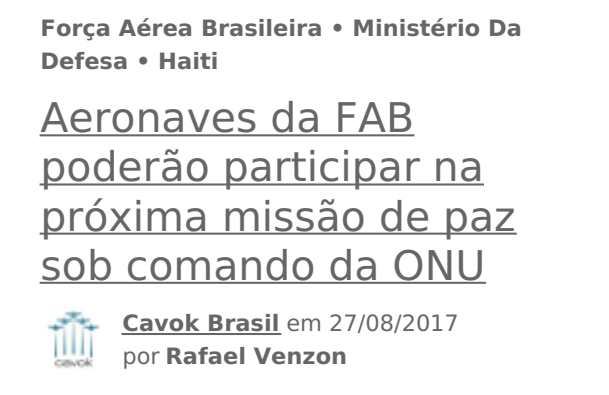 Força Aérea Brasileira • Ministério Da
Defesa • Haiti
Aeronaves da FAB
poderão participar na
próxima missão de paz
sob comando da ONU
Cavok Brasil em 27/08/2017
por Rafael Venzon
cavok